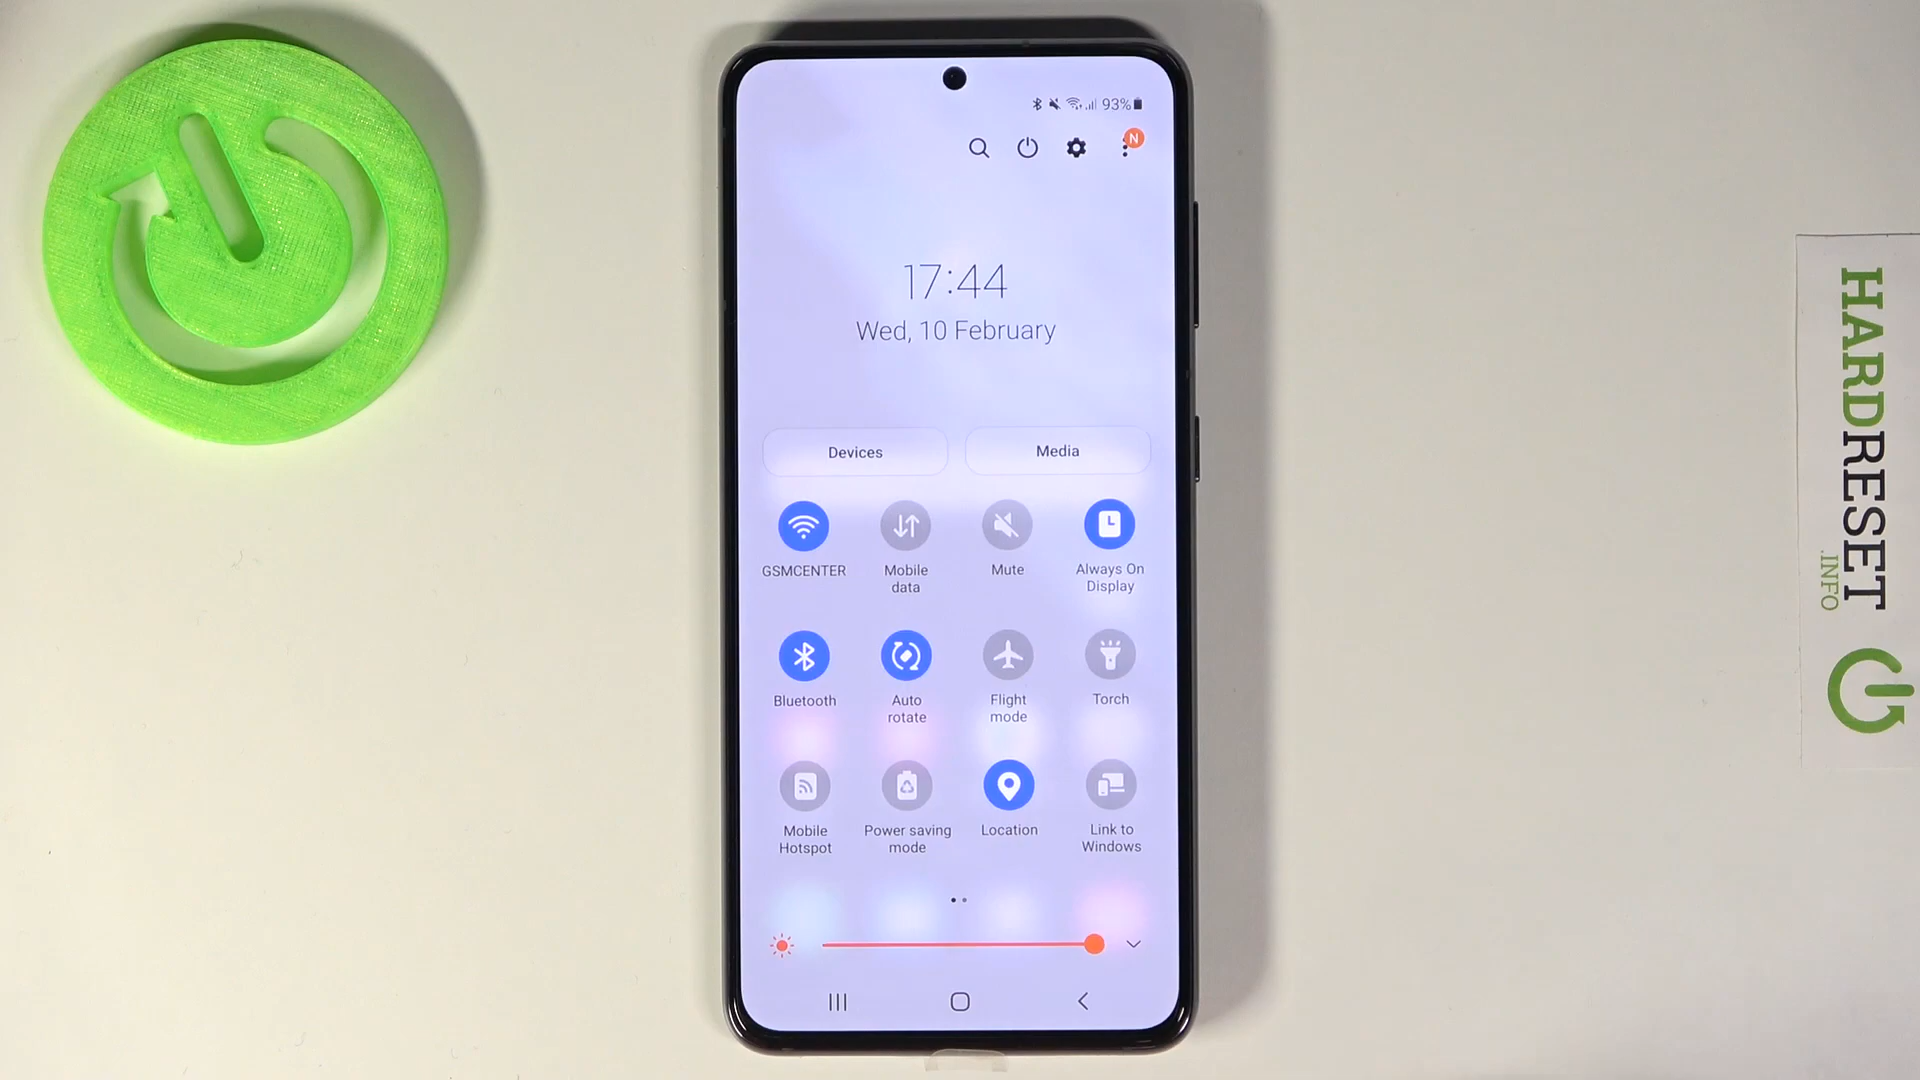 93%
N
17:44
Wed, 10 February
Devices
Media
GSMCENTER
Mobile
data
Mute
Always On
Display
Bluetooth
Auto
rotate
Flight
mode
Torch
Mobile
Hotspot
Power saving
mode
Location
Link to
Windows
HARDRESET
.INFO